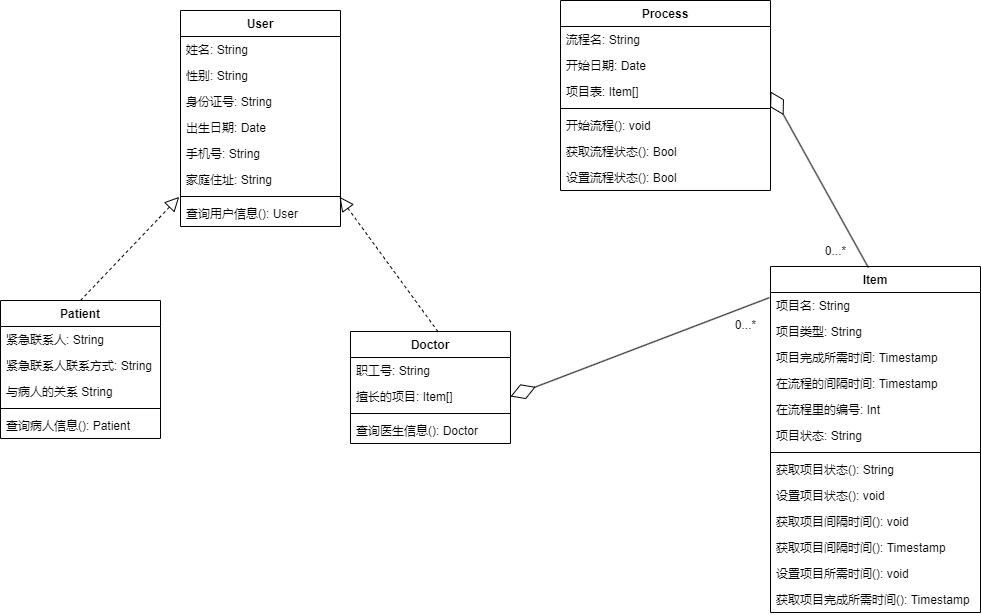 User
姓名: String
性别: String
身份证号: String
出生日期: Date
手机号: String
家庭住址: String
查询用户信息(): User
Process
流程名: String
开始日期: Date
项目表: Item[]
开始流程(): void
获取流程状态(): Bool
设置流程状态(): Bool
Patient
紧急联系人: String
紧急联系人联系方式: String
与病人的关系 String
查询病人信息(): Patient
Doctor
职工号: String
擅长的项目: Item[]
查询医生信息(): Doctor
0...*
0...*
Item
项目名: String
项目类型: String
项目完成所需时间: Timestamp
在流程的间隔时间: Timestamp
在流程里的编号: Int
项目状态: String
获取项目状态(): String
设置项目状态(): void
获取项目间隔时间(): void
获取项目间隔时间(): Timestamp
设置项目所需时间(): void
获取项目完成所需时间(): Timestamp